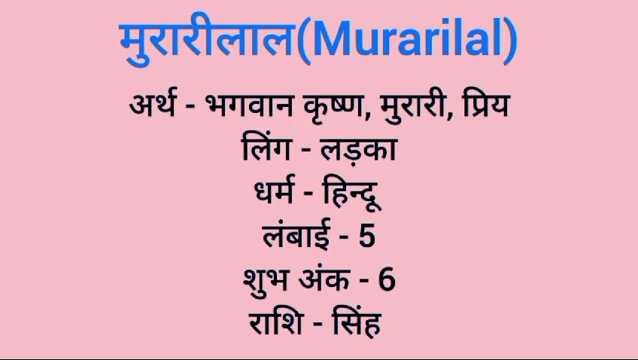 मुरारीलाल(Murarilal)
अर्थ - भगवान कृष्ण, मुरारी, प्रिय
लिंग - लड़का
धर्म - हिन्दू
लंबाई - 5
शुभ अंक - 6
राशि - सिंह